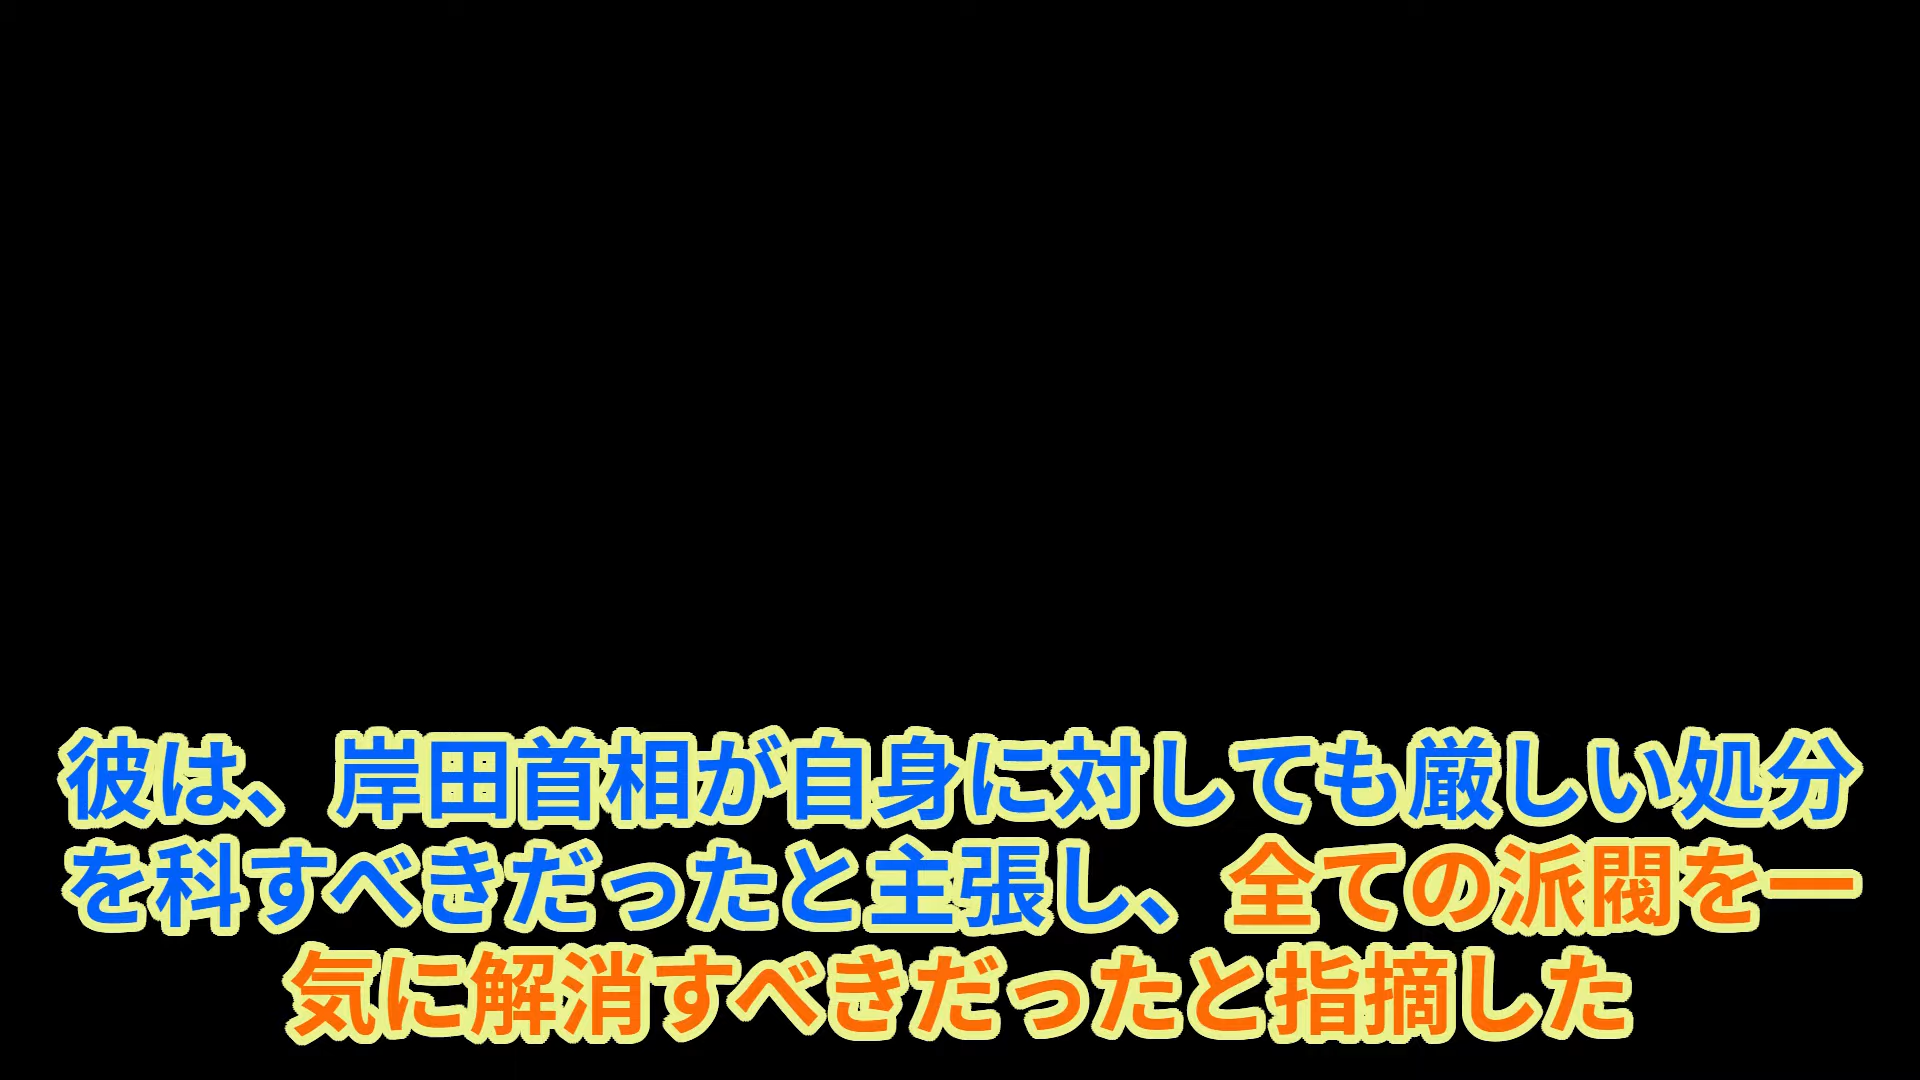 彼は、岸田首相が自身に対しても厳しい処分
を科すべきだったと主張し、全ての派閥を一
気に解消すべきだったと指摘した